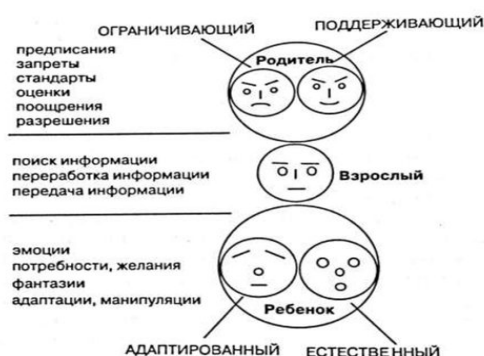 ОГРАНИЧИВАЮЩИЙ
ПОДДЕРЖИВАЮЩИЙ
предписания
запреты
стандарты
оценки
поощрения
разрешения
Родитель
поиск информации
переработка информации
передача информации
Взрослый
эмоции
потребности, желания
фантазии
адаптации, манипуляции
Ребенок
АДАПТИРОВАННЫЙ
ЕСТЕСТВЕННЫЙ